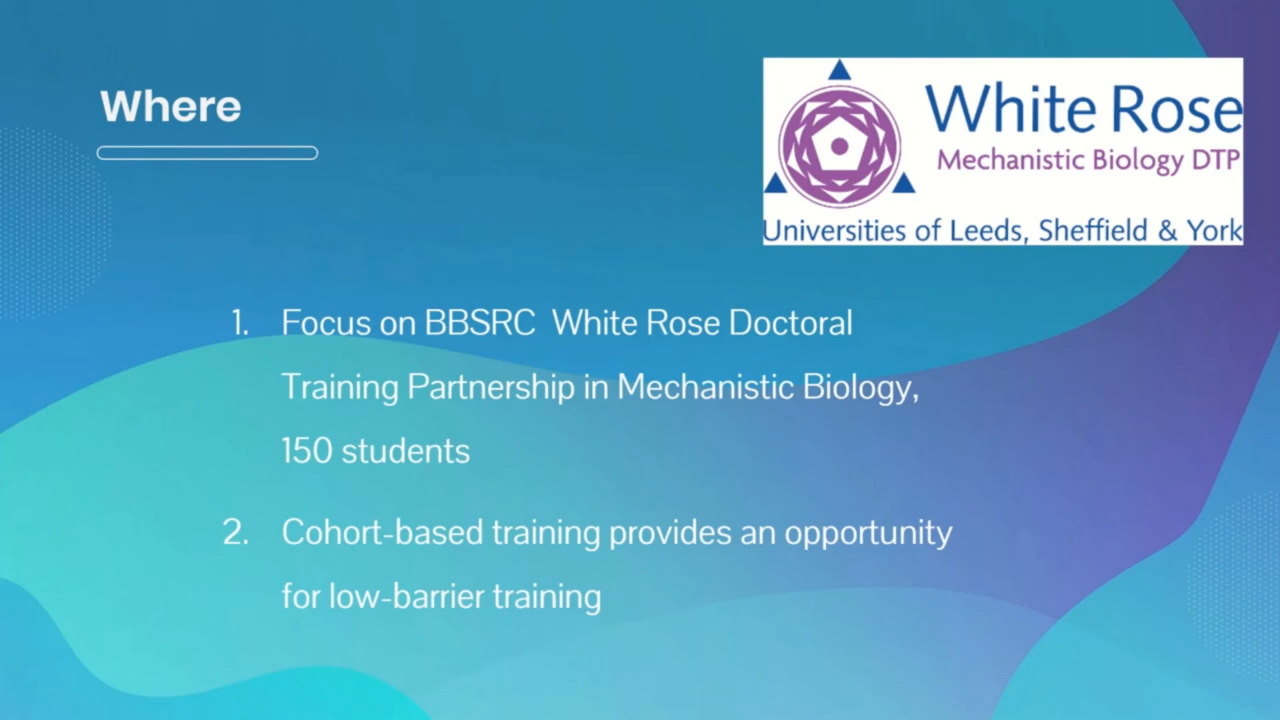 Where
White Rose
Mechanistic Biology DTP
Universities of Leeds, Sheffield & York
1. Focus on BBSRC White Rose Doctoral
Training Partnership in Mechanistic Biology,
150 students
2. Cohort-based training provides an opportunity
for low-barrier training